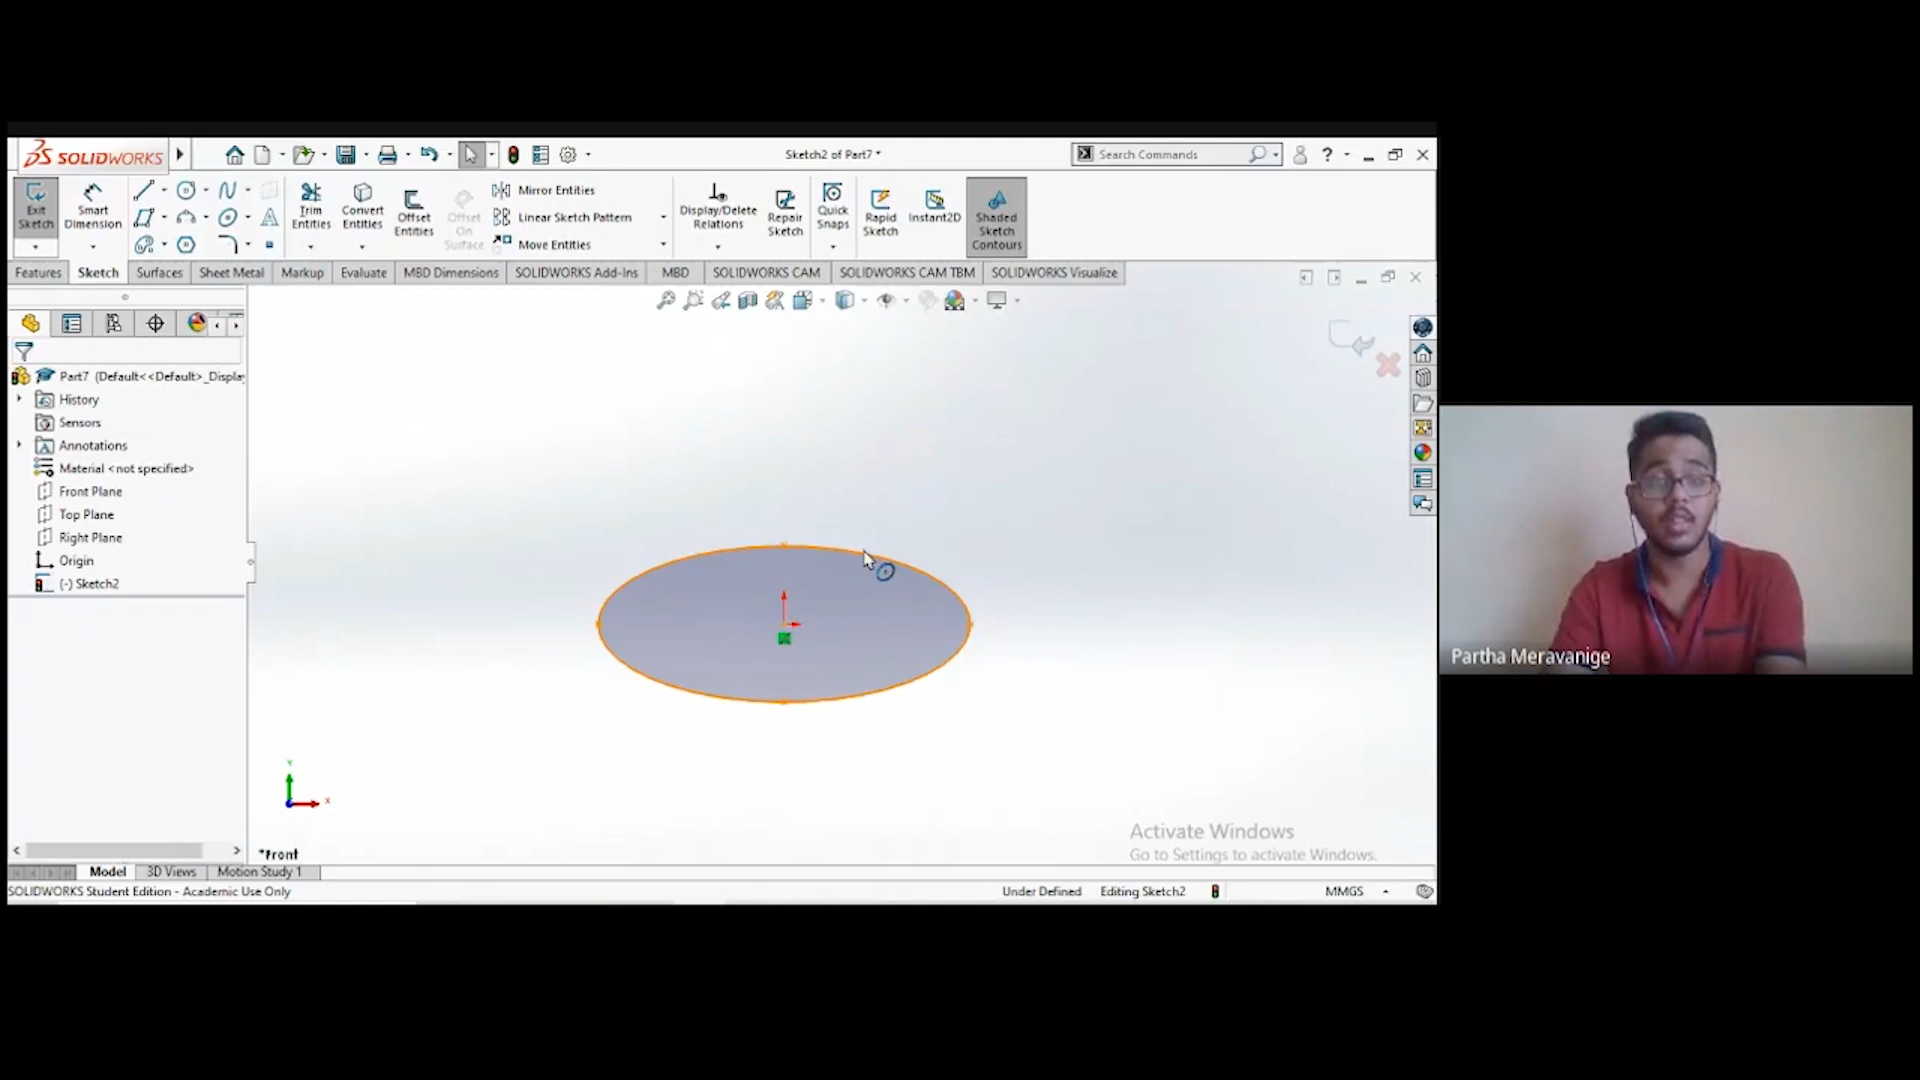 SOLIDWORKS
Sketch2 of Part7 *
Search Commands
?
Exit Sketch
Smart Dimension
Trim Entities
Convert Entities
Offset Entities
Offset On Surface
Mirror Entities
Linear Sketch Pattern
Move Entities
Display/Delete Relations
Repair Sketch
Quick Snaps
Rapid Sketch
Instant2D
Shaded Sketch Contours
Features Sketch Surfaces Sheet Metal Markup Evaluate MBD Dimensions SOLIDWORKS Add-Ins MBD SOLIDWORKS CAM SOLIDWORKS CAM TBM SOLIDWORKS Visualize
Part7 (Default<<Default>_Displa
History
Sensors
Annotations
Material <not specified>
Front Plane
Top Plane
Right Plane
Origin
(-) Sketch2
Partha Meravanige
Y
X
*Front
Activate Windows
Go to Settings to activate Windows.
Model 3D Views Motion Study 1
SOLIDWORKS Student Edition - Academic Use Only
Under Defined Editing Sketch2 MMGS